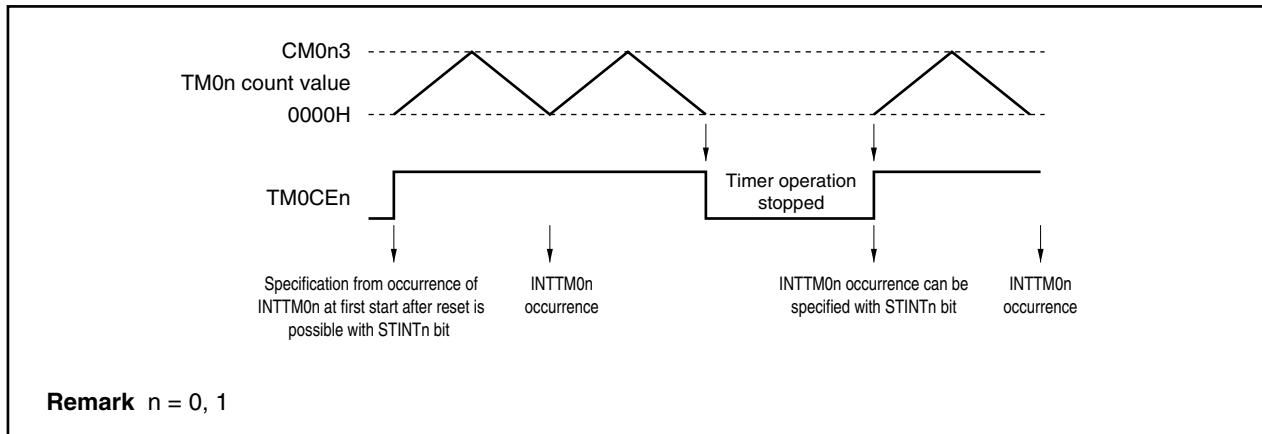 CM0n3
TM0n count value
0000H
TM0CEn
Timer operation
stopped
Specification from occurrence of
INTTM0n at first start after reset is
possible with STINTn bit
INTTM0n
occurrence
INTTM0n occurrence can be
specified with STINTn bit
INTTM0n
occurrence
Remark n = 0, 1